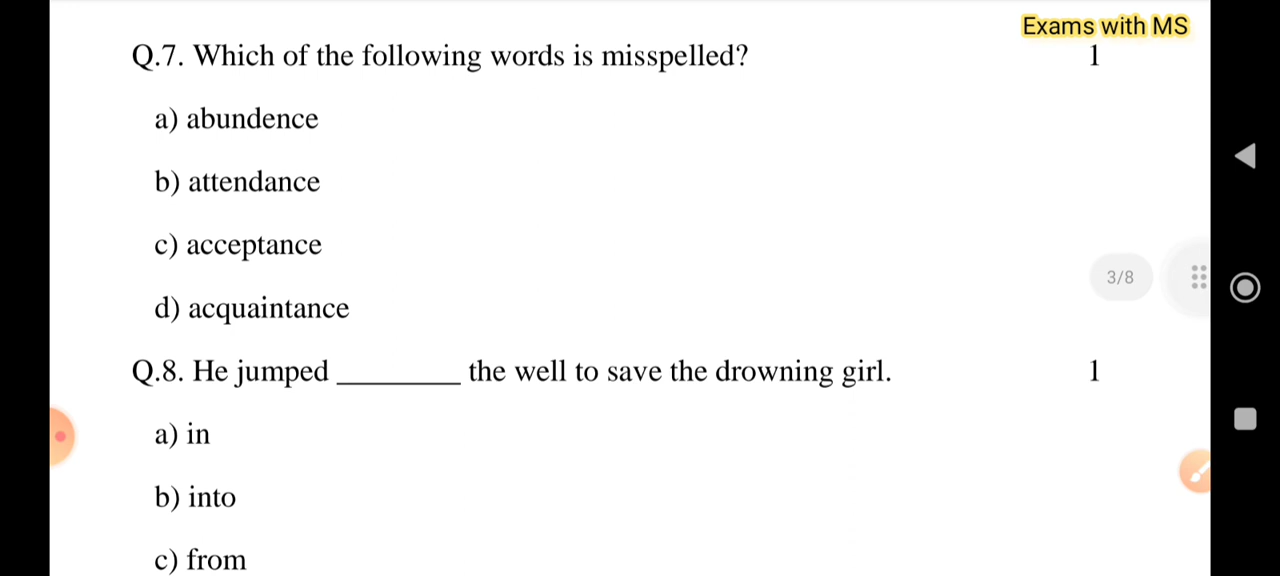 Exams with MS
Q.7. Which of the following words is misspelled? 1
a) abundence
b) attendance
c) acceptance
3/8
d) acquaintance
Q.8. He jumped ________ the well to save the drowning girl. 1
a) in
b) into
c) from